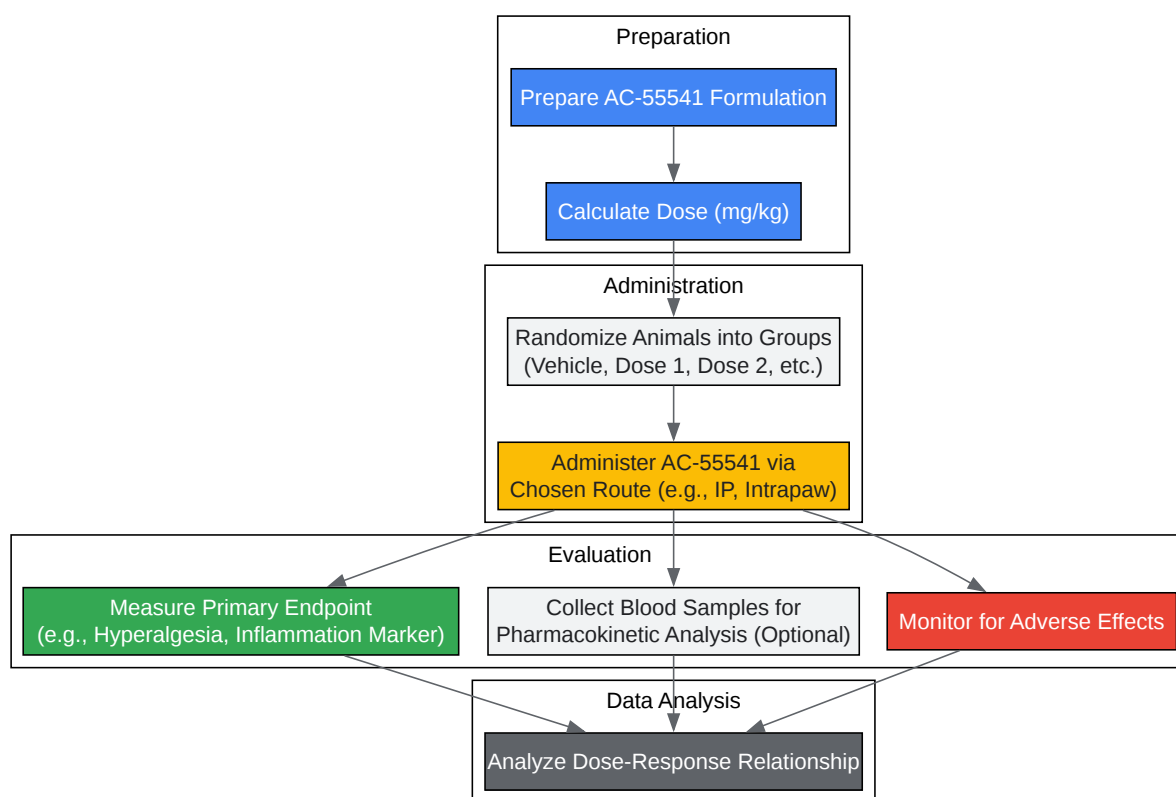 Preparation
Prepare AC-55541 Formulation
Calculate Dose (mg/kg)
Administration
Randomize Animals into Groups
(Vehicle, Dose 1, Dose 2, etc.)
Administer AC-55541 via
Chosen Route (e.g., IP, Intrapaw)
Evaluation
Measure Primary Endpoint
(e.g., Hyperalgesia, Inflammation Marker)
Collect Blood Samples for
Pharmacokinetic Analysis (Optional)
Monitor for Adverse Effects
Data Analysis
Analyze Dose-Response Relationship